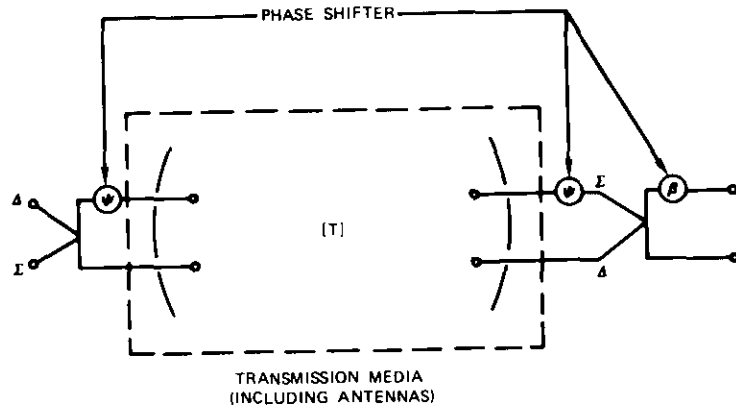 PHASE SHIFTER
ψ
ψ
Σ
β
Δ
Σ
[T]
Δ
TRANSMISSION MEDIA
(INCLUDING ANTENNAS)